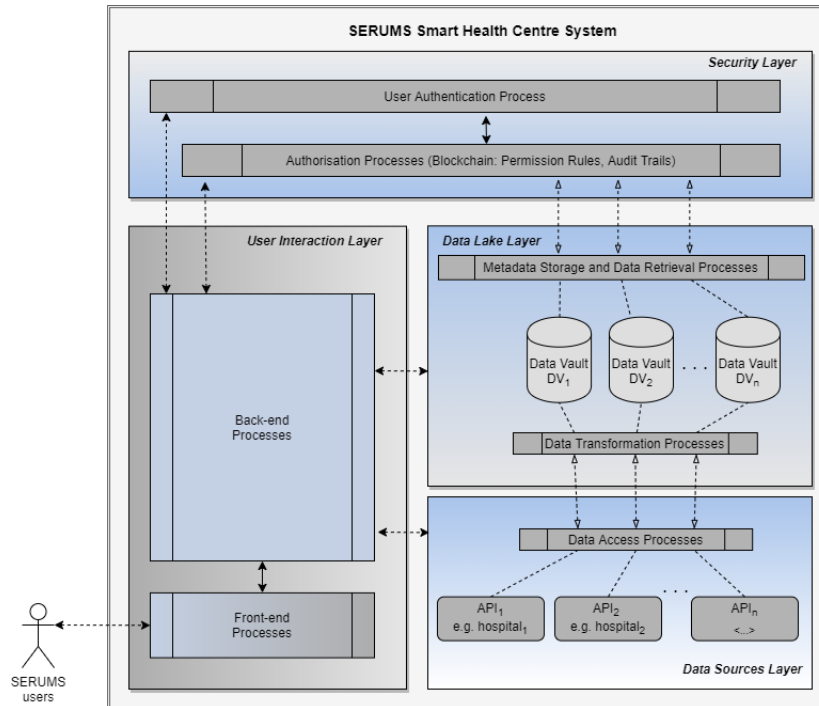 SERUMS Smart Health Centre System
Security Layer
User Authentication Process
Authorisation Processes (Blockchain: Permission Rules, Audit Trails)
User Interaction Layer
Data Lake Layer
Metadata Storage and Data Retrieval Processes
Data Vault
DV1
Data Vault
DV2
. . .
Data Vault
DVn
Back-end
Processes
Data Transformation Processes
Data Access Processes
. . .
API1
e.g. hospital1
API2
e.g. hospital2
APIn
<...>
Front-end
Processes
Data Sources Layer
SERUMS
users